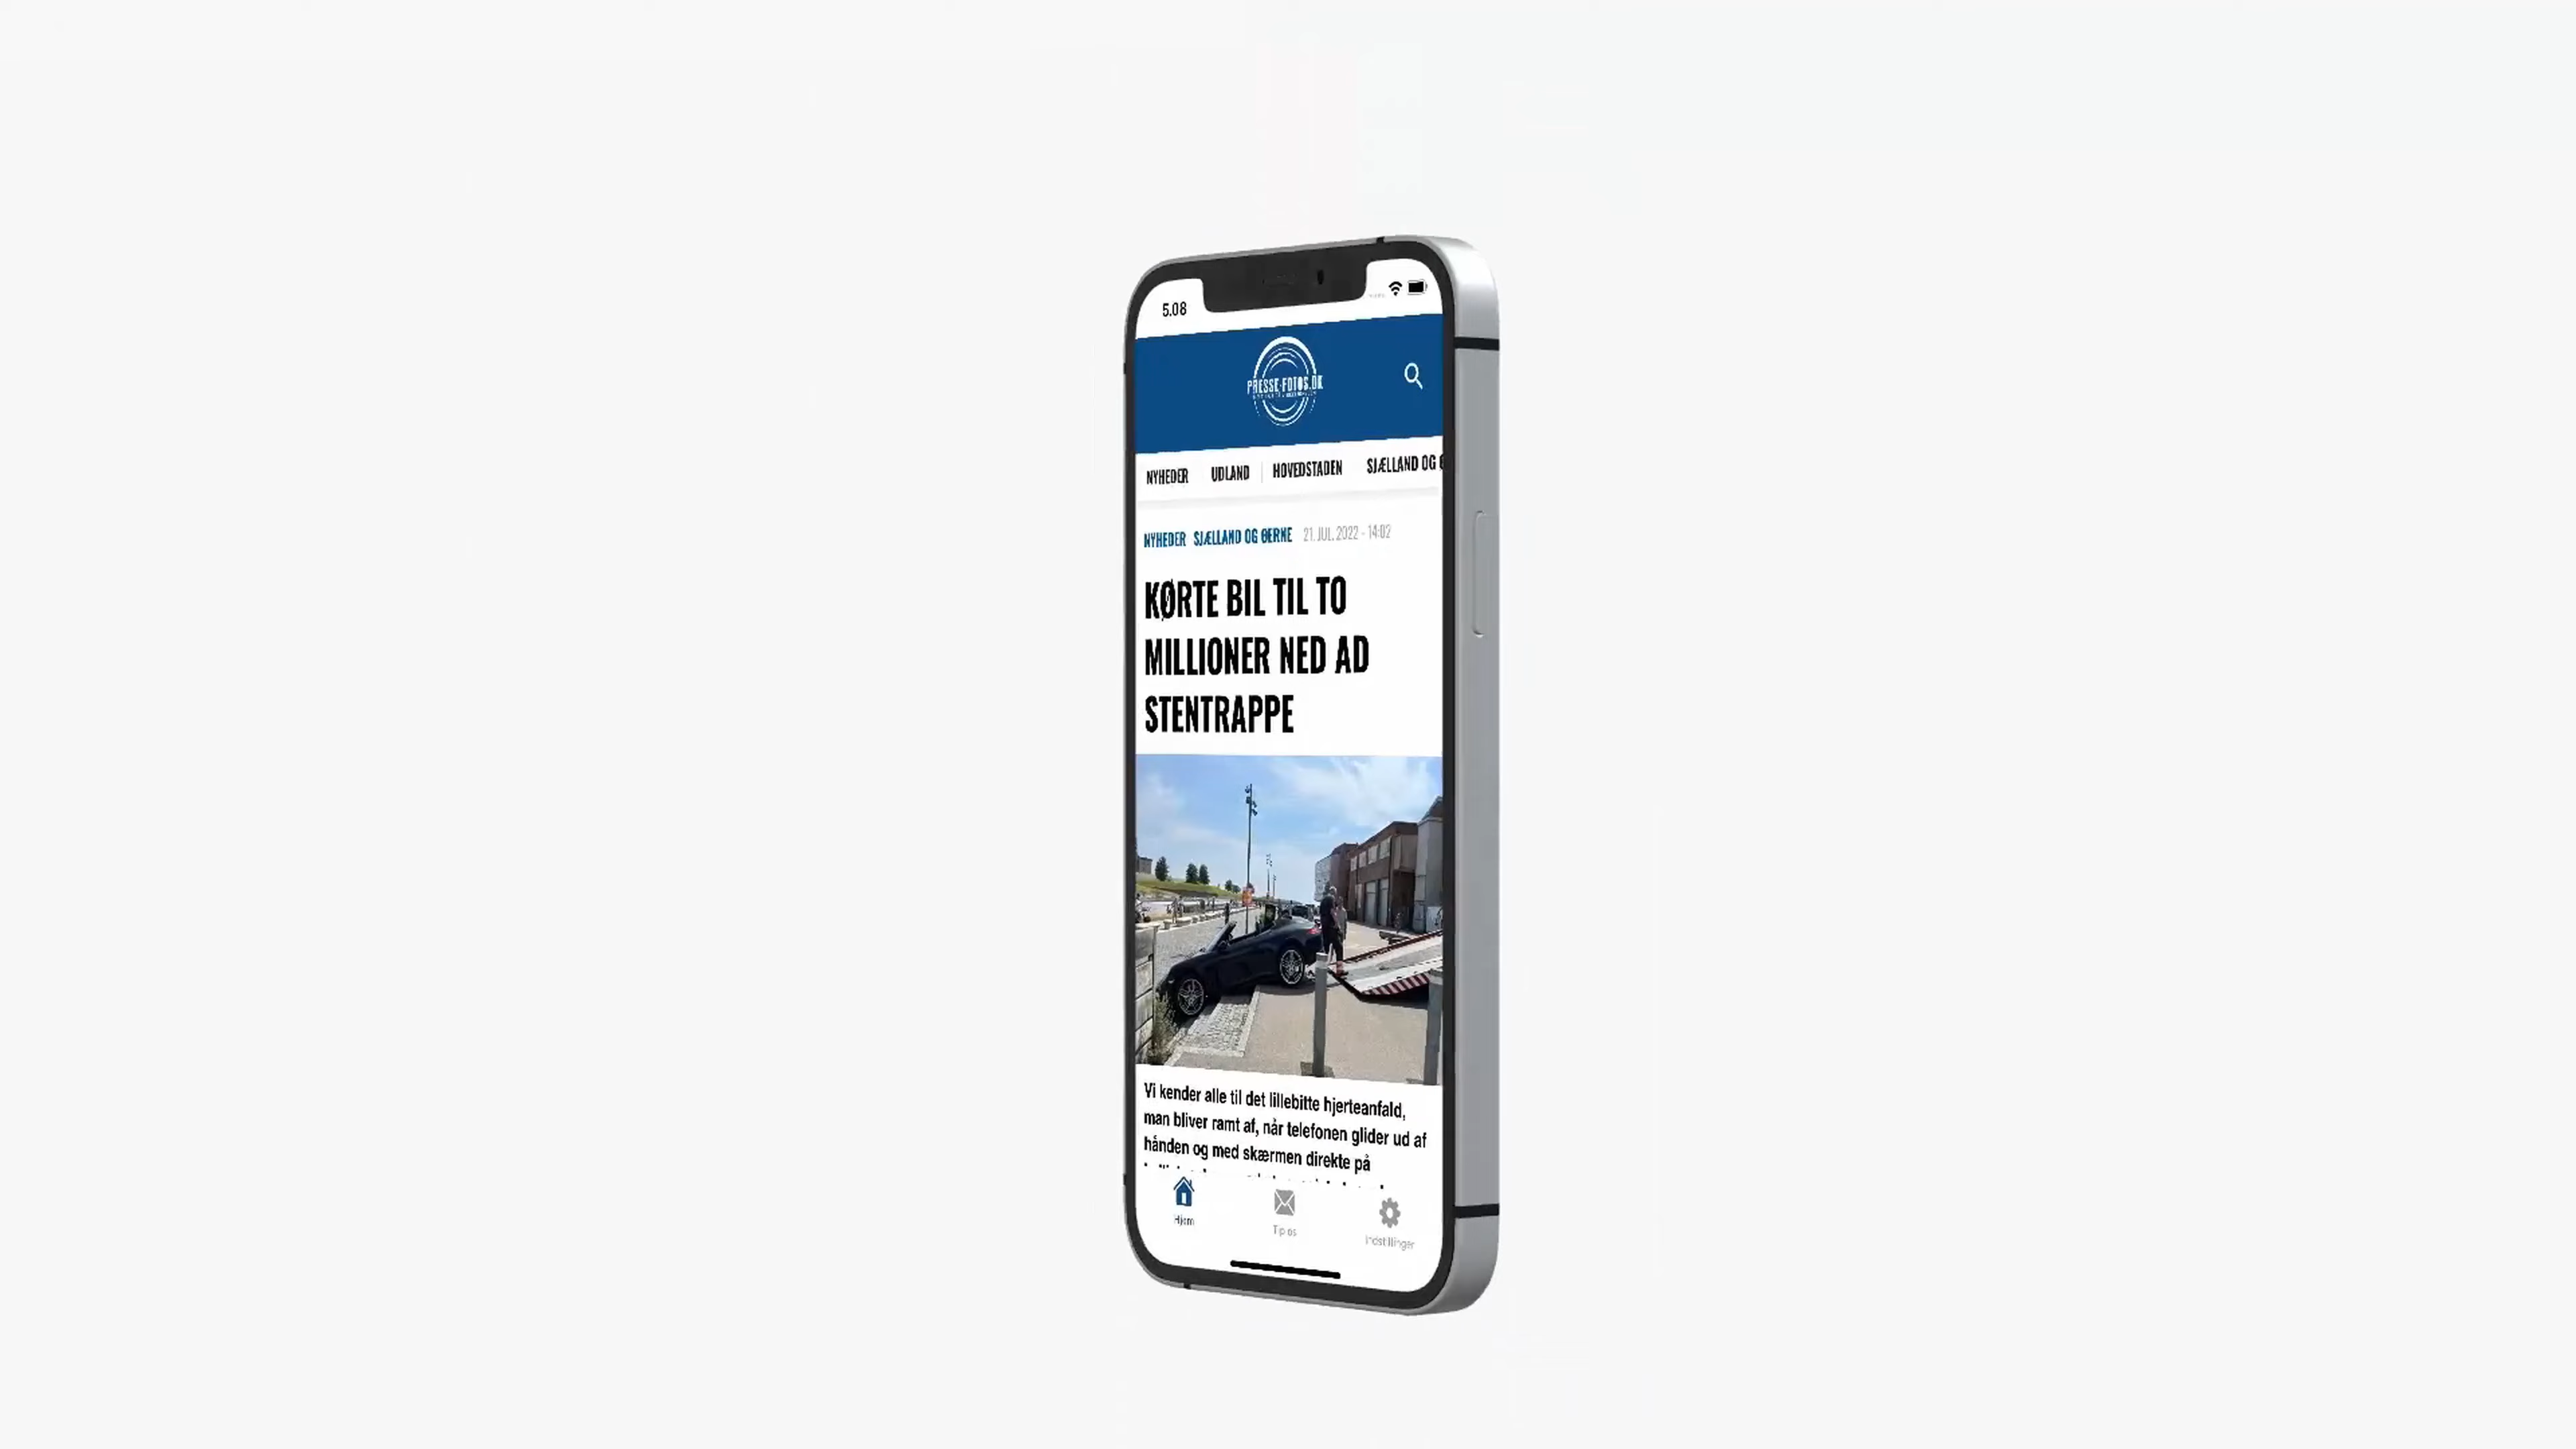 5.08
PRESSE-FOTOS.DK
NYHEDER UDLAND HOVEDSTADEN SJÆLLAND OG
NYHEDER SJÆLLAND OG ØERNE 21. JUL. 2022 - 14:02
KØRTE BIL TIL TO
MILLIONER NED AD
STENTRAPPE
Vi kender alle til det lillebitte hjerteanfald,
man bliver ramt af, når telefonen glider ud af
hånden og med skærmen direkte på
Hjem Tip os Indstillinger